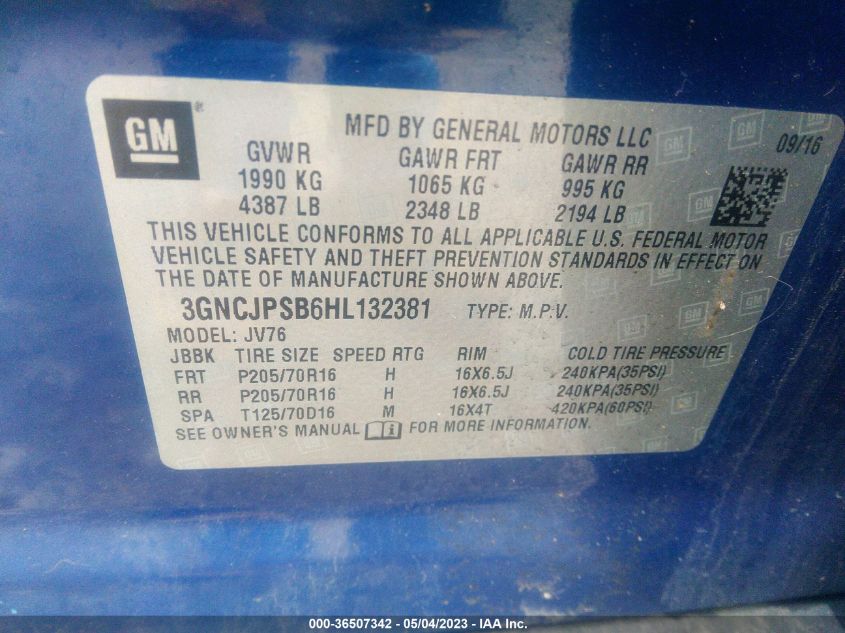 GM ®
MFD BY GENERAL MOTORS LLC
09/16
GVWR GAWR FRT GAWR RR
1990 KG 1065 KG 995 KG
4387 LB 2348 LB 2194 LB
THIS VEHICLE CONFORMS TO ALL APPLICABLE U.S. FEDERAL MOTOR
VEHICLE SAFETY AND THEFT PREVENTION STANDARDS IN EFFECT ON
THE DATE OF MANUFACTURE SHOWN ABOVE.
3GNCJPSB6HL132381 TYPE: M.P.V.
MODEL: JV76
JBBK TIRE SIZE SPEED RTG RIM COLD TIRE PRESSURE
FRT P205/70R16 H 16X6.5J 240KPA(35PSI)
RR P205/70R16 H 16X6.5J 240KPA(35PSI)
SPA T125/70D16 M 16X4T 420KPA(60PSI)
SEE OWNER'S MANUAL FOR MORE INFORMATION.
000-36507342 - 05/04/2023 - IAA Inc.